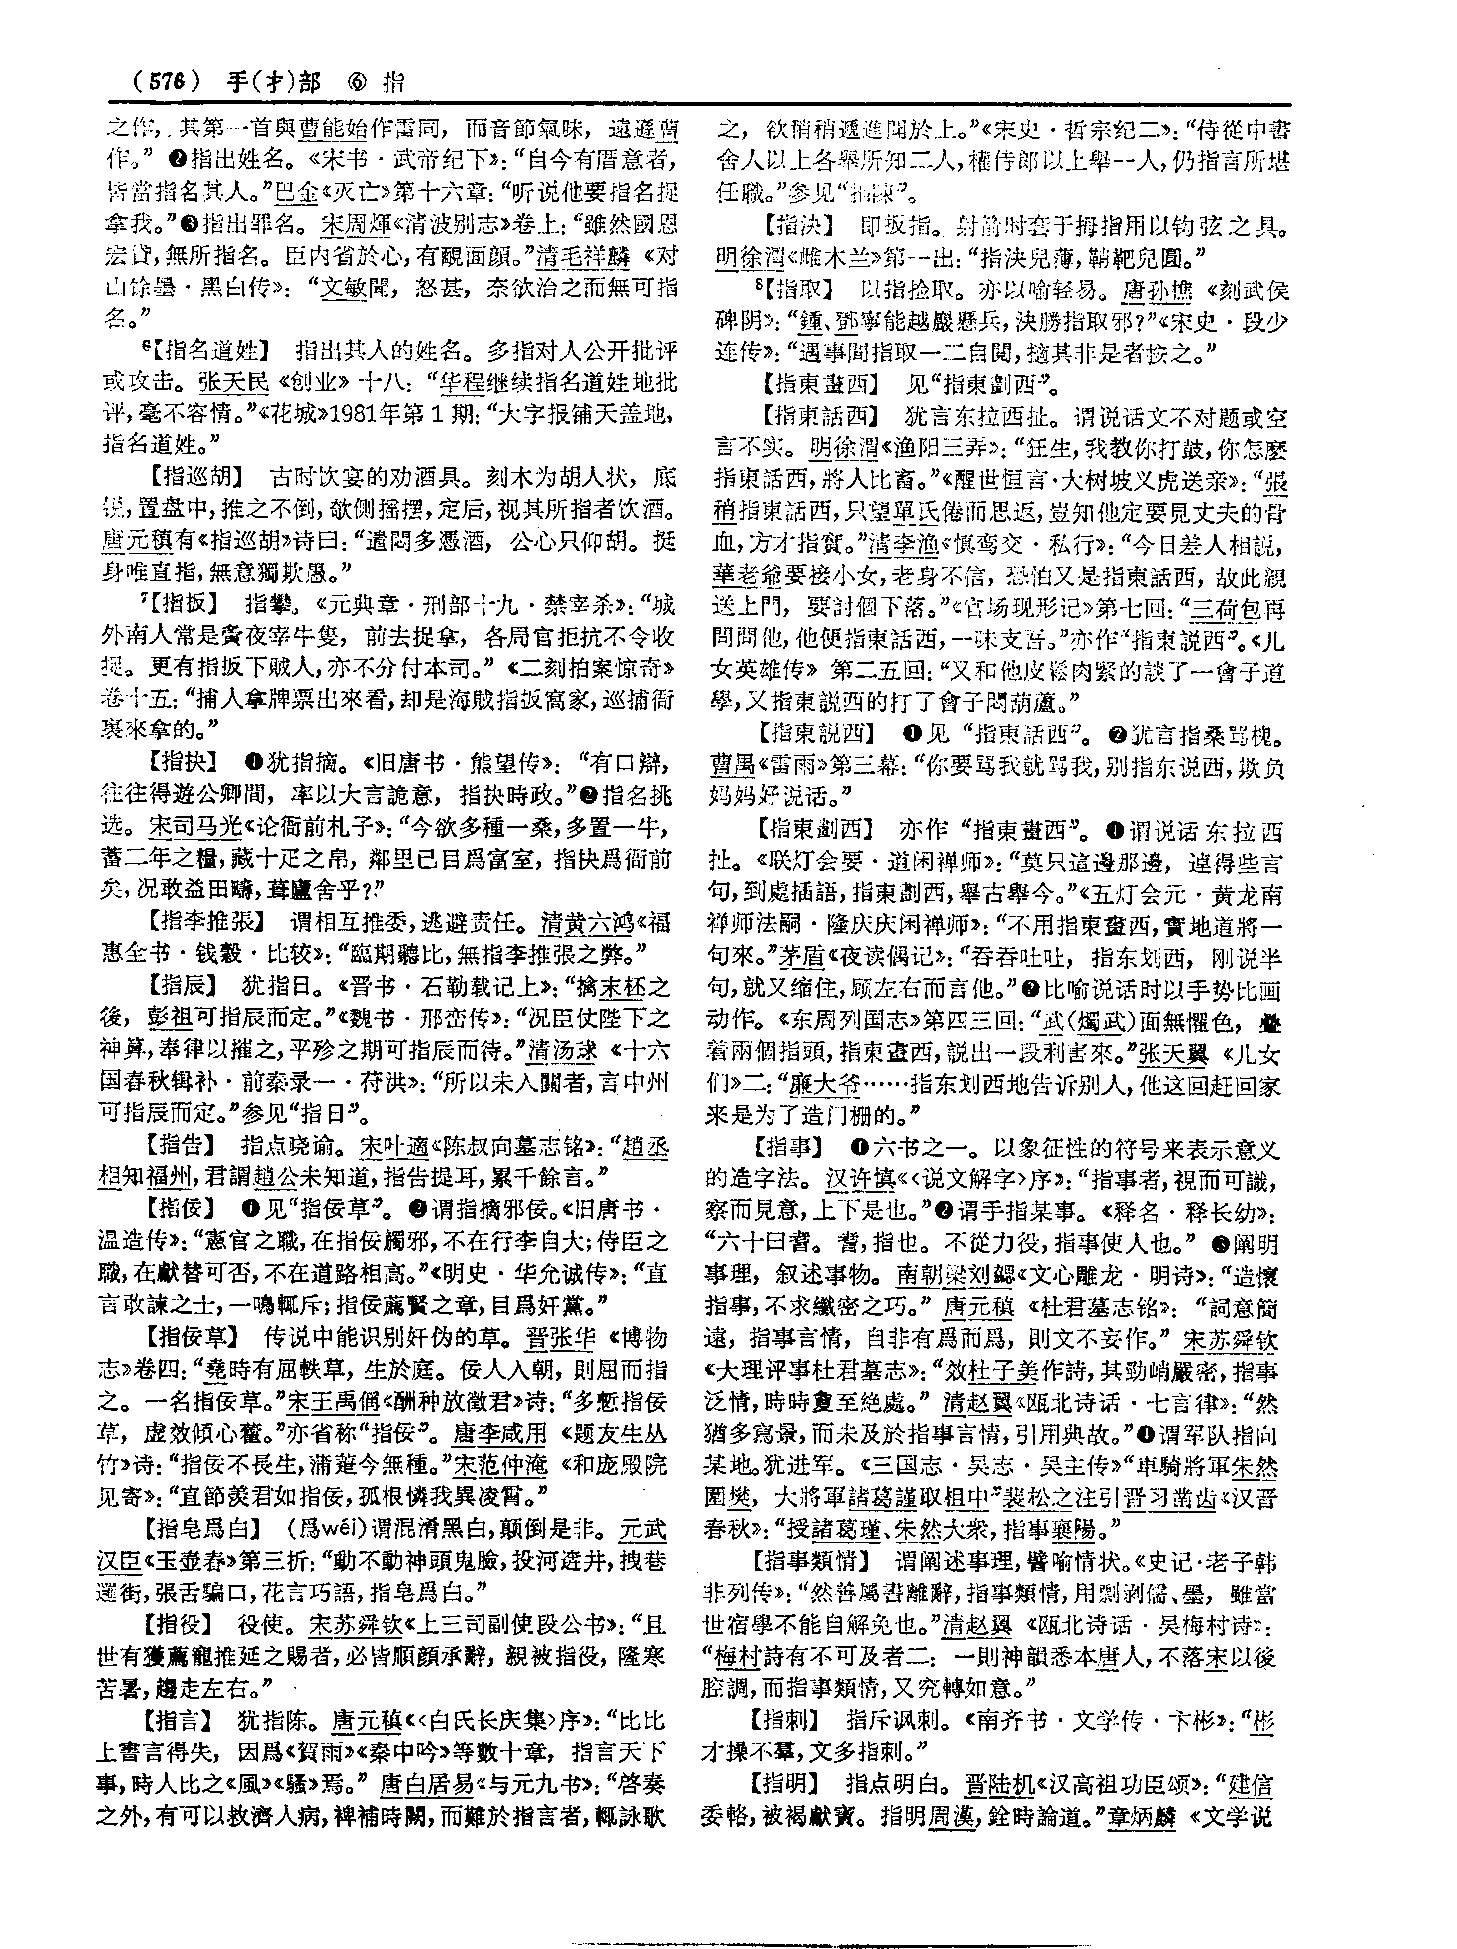 (576) 手(扌)部 ⑥ 指
之作，其第一首與曹能始作雷同，而音節氣味，遠遜曹
作。”❷指出姓名。《宋书·武帝纪下》：“自今有厝意者，
皆當指名其人。”巴金《灭亡》第十六章：“听说他要指名捉
拿我。”❸指出罪名。宋周煇《清波别志》卷上：“雖然國恩
宏貸，無所指名。臣内省於心，有靦面顔。”清毛祥麟《对
山馀墨·黑白传》：“文敏聞，怒甚，奈欲治之而無可指
名。”
6【指名道姓】 指出其人的姓名。多指对人公开批评
或攻击。张天民《创业》十八：“华程继续指名道姓地批
评，毫不容情。”《花城》1981年第1期：“大字报铺天盖地，
指名道姓。”
【指巡胡】 古时饮宴的劝酒具。刻木为胡人状，底
锐，置盘中，推之不倒，欹侧摇摆，定后，视其所指者饮酒。
唐元稹有《指巡胡》诗曰：“遣悶多憑酒，公心只仰胡。挺
身唯直指，無意獨欺愚。”
7【指扳】 指攀。《元典章·刑部十九·禁宰杀》：“城
外南人常是黄夜宰牛隻，前去捉拿，各局官拒抗不令收
捉。更有指扳下贼人，亦不分付本司。”《二刻拍案惊奇》
卷十五：“捕人拿牌票出來看，却是海賊指扳窩家，巡捕衙
裏來拿的。”
【指抉】 ❶犹指摘。《旧唐书·熊望传》：“有口辯，
往往得遊公卿間，率以大言詭意，指抉時政。”❷指名挑
选。宋司马光《论衙前札子》：“今欲多種一桑，多置一牛，
蓄二年之糧，藏十疋之帛，鄰里已目爲富室，指抉爲衙前
矣，况敢益田疇，葺廬舍乎？”
【指李推張】 谓相互推委，逃避责任。清黄六鸿《福
惠全书·钱榖·比较》：“臨期聽比，無指李推張之弊。”
【指辰】 犹指日。《晋书·石勒载记上》：“擒末柸之
後，彭祖可指辰而定。”《魏书·邢峦传》：“况臣仗陛下之
神算，奉律以摧之，平殄之期可指辰而待。”清汤球《十六
国春秋辑补·前秦录一·苻洪》：“所以未入關者，言中州
可指辰而定。”参见“指日”。
【指告】 指点晓谕。宋叶適《陈叔向墓志铭》：“趙丞
相知福州，君謂趙公未知道，指告提耳，累千餘言。”
【指佞】 ❶见“指佞草”。❷谓指摘邪佞。《旧唐书·
温造传》：“憲官之職，在指佞觸邪，不在行李自大；侍臣之
職，在獻替可否，不在道路相高。”《明史·华允诚传》：“直
言敢諫之士，一鳴輒斥；指佞薦賢之章，目爲奸黨。”
【指佞草】 传说中能识别奸伪的草。晋张华《博物
志》卷四：“堯時有屈軼草，生於庭。佞人入朝，則屈而指
之。一名指佞草。”宋王禹偁《酬种放徵君》诗：“多慙指佞
草，虚效傾心藿。”亦省称“指佞”。唐李咸用《题友生丛
竹》诗：“指佞不長生，蒲萐今無種。”宋范仲淹《和庞殿院
见寄》：“直節羨君如指佞，孤根憐我異凌霄。”
【指皂爲白】 (爲wéi)谓混淆黑白，颠倒是非。元武
汉臣《玉壶春》第三折：“動不動神頭鬼臉，投河逩井，拽巷
邏街，張舌騙口，花言巧語，指皂爲白。”
【指役】 役使。宋苏舜钦《上三司副使段公书》：“且
世有獲薦寵推延之賜者，必皆順顔承辭，親被指役，隆寒
苦暑，趨走左右。”
【指言】 犹指陈。唐元稹《〈白氏长庆集〉序》：“比比
上書言得失，因爲《賀雨》《秦中吟》等數十章，指言天下
事，時人比之《風》《騷》焉。”唐白居易《与元九书》：“啓奏
之外，有可以救濟人病，裨補時闕，而難於指言者，輒詠歌
之，欲稍稍遞進聞於上。”《宋史·哲宗纪二》：“侍從中書
舍人以上各舉所知二人，權侍郎以上舉一人，仍指言所堪
任職。”参见“指陳”。
【指決】 即扳指。射箭时套于拇指用以钩弦之具。
明徐渭《雌木兰》第一出：“指決兒薄，鞘靶兒圓。”
8【指取】 以指捡取。亦以喻轻易。唐孙樵《刻武侯
碑阴》：“鍾、鄧寧能越嚴懸兵，決勝指取邪？”《宋史·段少
连传》：“遇事間指取一二自閱，擿其非是者按之。”
【指東畫西】 见“指東劃西”。
【指東話西】 犹言东拉西扯。谓说话文不对题或空
言不实。明徐渭《渔阳三弄》：“狂生，我教你打鼓，你怎麽
指東話西，將人比畜。”《醒世恒言·大树坡义虎送亲》：“張
稍指東話西，只望單氏倦而思返，豈知他定要見丈夫的骨
血，方才指實。”清李渔《慎鸾交·私行》：“今日差人相説，
華老爺要接小女，老身不信，恐怕又是指東話西，故此親
送上門，要討個下落。”《官场现形记》第七回：“三荷包再
問問他，他便指東話西，一味支吾。”亦作“指東説西”。《儿
女英雄传》第二五回：“又和他皮鬆肉緊的談了一會子道
學，又指東説西的打了會子悶葫蘆。”
【指東説西】 ❶见“指東話西”。❷犹言指桑骂槐。
曹禺《雷雨》第三幕：“你要骂我就骂我，别指东说西，欺负
妈妈好说话。”
【指東劃西】 亦作“指東畫西”。❶谓说话东拉西
扯。《联灯会要·道闲禅师》：“莫只這邊那邊，逴得些言
句，到處插語，指東劃西，舉古舉今。”《五灯会元·黄龙南
禅师法嗣·隆庆庆闲禅师》：“不用指東畫西，實地道將一
句來。”茅盾《夜读偶记》：“吞吞吐吐，指东划西，刚说半
句，就又缩住，顾左右而言他。”❷比喻说话时以手势比画
动作。《东周列国志》第四三回：“武(燭武)面無懼色，疊
着兩個指頭，指東畫西，説出一段利害來。”张天翼《儿女
们》二：“廉大爷……指东划西地告诉别人，他这回赶回家
来是为了造门栅的。”
【指事】 ❶六书之一。以象征性的符号来表示意义
的造字法。汉许慎《〈说文解字〉序》：“指事者，視而可識，
察而見意，上下是也。”❷谓手指某事。《释名·释长幼》：
“六十曰耆。耆，指也。不從力役，指事使人也。”❸阐明
事理，叙述事物。南朝梁刘勰《文心雕龙·明诗》：“造懷
指事，不求纖密之巧。”唐元稹《杜君墓志铭》：“詞意簡
遠，指事言情，自非有爲而爲，則文不妄作。”宋苏舜钦
《大理评事杜君墓志》：“效杜子美作詩，其勁峭嚴密，指事
泛情，時時敻至絶處。”清赵翼《瓯北诗话·七言律》：“然
猶多寫景，而未及於指事言情，引用典故。”❹谓军队指向
某地。犹进军。《三国志·吴志·吴主传》“車騎將軍朱然
圍樊，大將軍諸葛謹取柤中”裴松之注引晋习凿齿《汉晋
春秋》：“授諸葛瑾、朱然大衆，指事襄陽。”
【指事類情】 谓阐述事理，譬喻情状。《史记·老子韩
非列传》：“然善屬書離辭，指事類情，用剽剥儒、墨，雖當
世宿學不能自解免也。”清赵翼《瓯北诗话·吴梅村诗》：
“梅村詩有不可及者二：一則神韻悉本唐人，不落宋以後
腔調，而指事類情，又宛轉如意。”
【指刺】 指斥讽刺。《南齐书·文学传·卞彬》：“彬
才操不羣，文多指刺。”
【指明】 指点明白。晋陆机《汉高祖功臣颂》：“建信
委輅，被褐獻寶。指明周漢，銓時論道。”章炳麟《文学说